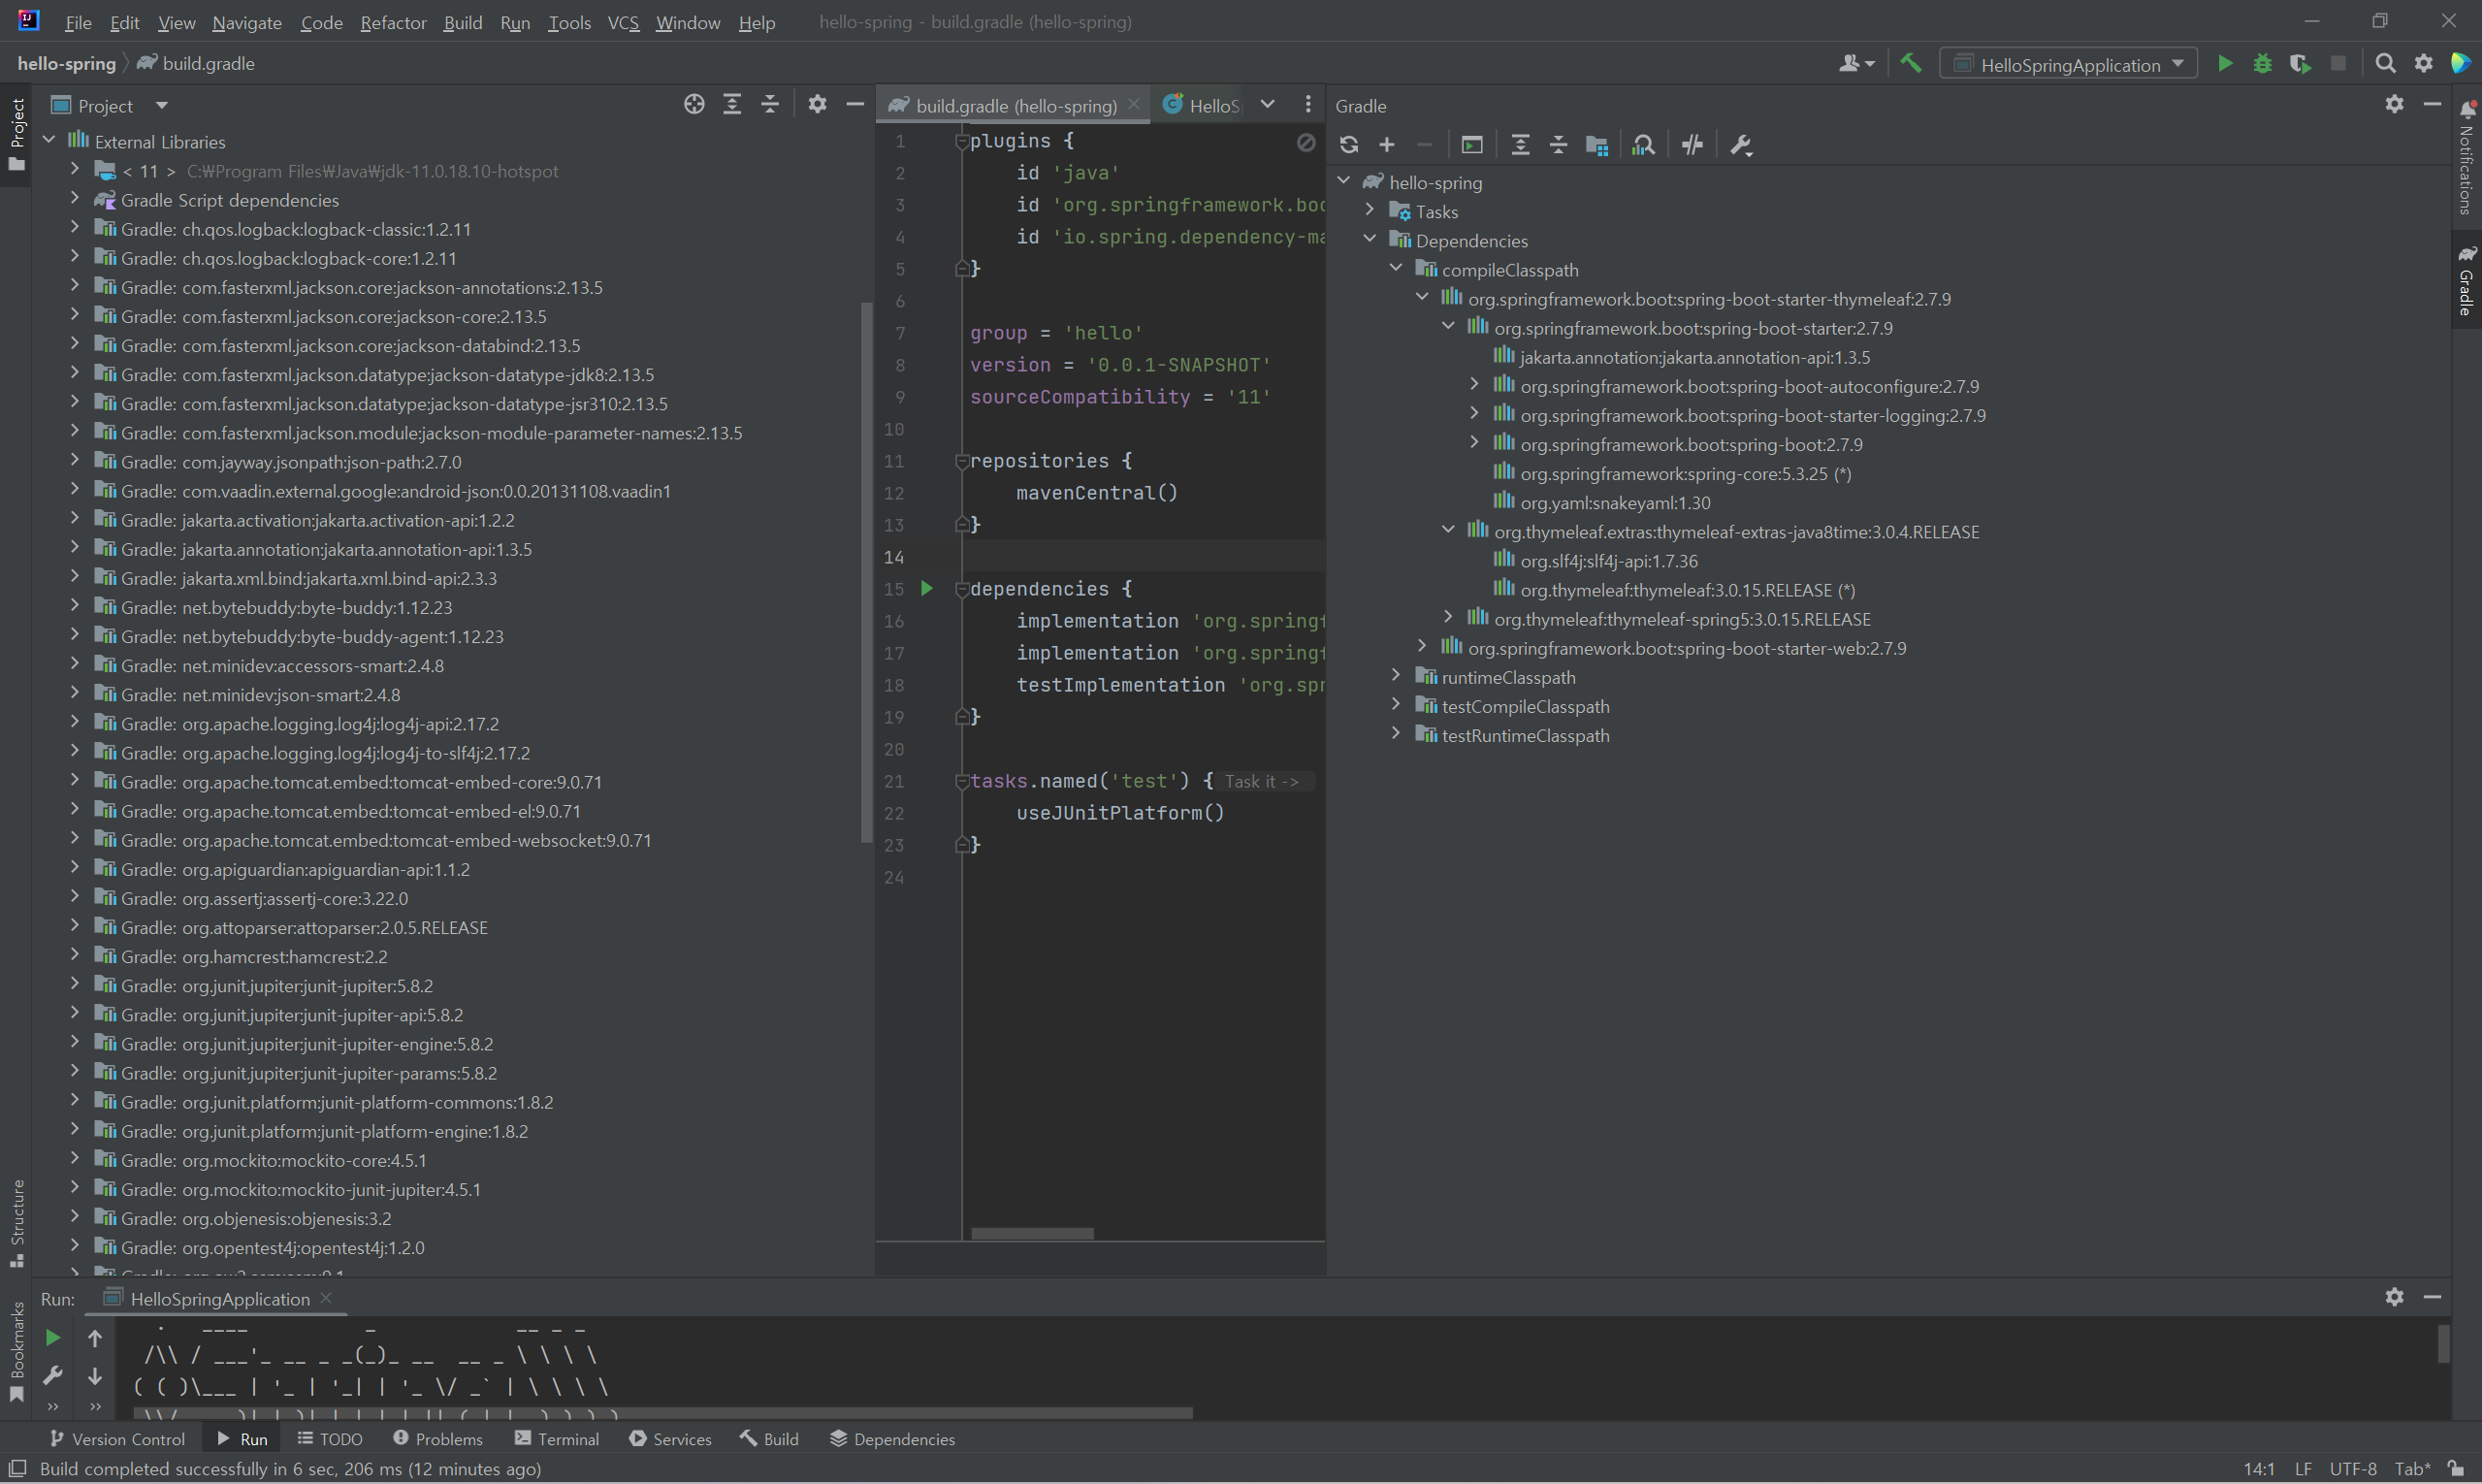 File Edit View Navigate Code Refactor Build Run Tools VCS Window Help hello-spring - build.gradle (hello-spring)
hello-spring build.gradle HelloSpringApplication
Project
Project
External Libraries
< 11 > C:₩Program Files₩Java₩jdk-11.0.18.10-hotspot
Gradle Script dependencies
Gradle: ch.qos.logback:logback-classic:1.2.11
Gradle: ch.qos.logback:logback-core:1.2.11
Gradle: com.fasterxml.jackson.core:jackson-annotations:2.13.5
Gradle: com.fasterxml.jackson.core:jackson-core:2.13.5
Gradle: com.fasterxml.jackson.core:jackson-databind:2.13.5
Gradle: com.fasterxml.jackson.datatype:jackson-datatype-jdk8:2.13.5
Gradle: com.fasterxml.jackson.datatype:jackson-datatype-jsr310:2.13.5
Gradle: com.fasterxml.jackson.module:jackson-module-parameter-names:2.13.5
Gradle: com.jayway.jsonpath:json-path:2.7.0
Gradle: com.vaadin.external.google:android-json:0.0.20131108.vaadin1
Gradle: jakarta.activation:jakarta.activation-api:1.2.2
Gradle: jakarta.annotation:jakarta.annotation-api:1.3.5
Gradle: jakarta.xml.bind:jakarta.xml.bind-api:2.3.3
Gradle: net.bytebuddy:byte-buddy:1.12.23
Gradle: net.bytebuddy:byte-buddy-agent:1.12.23
Gradle: net.minidev:accessors-smart:2.4.8
Gradle: net.minidev:json-smart:2.4.8
Gradle: org.apache.logging.log4j:log4j-api:2.17.2
Gradle: org.apache.logging.log4j:log4j-to-slf4j:2.17.2
Gradle: org.apache.tomcat.embed:tomcat-embed-core:9.0.71
Gradle: org.apache.tomcat.embed:tomcat-embed-el:9.0.71
Gradle: org.apache.tomcat.embed:tomcat-embed-websocket:9.0.71
Gradle: org.apiguardian:apiguardian-api:1.1.2
Gradle: org.assertj:assertj-core:3.22.0
Gradle: org.attoparser:attoparser:2.0.5.RELEASE
Gradle: org.hamcrest:hamcrest:2.2
Gradle: org.junit.jupiter:junit-jupiter:5.8.2
Gradle: org.junit.jupiter:junit-jupiter-api:5.8.2
Gradle: org.junit.jupiter:junit-jupiter-engine:5.8.2
Gradle: org.junit.jupiter:junit-jupiter-params:5.8.2
Gradle: org.junit.platform:junit-platform-commons:1.8.2
Gradle: org.junit.platform:junit-platform-engine:1.8.2
Gradle: org.mockito:mockito-core:4.5.1
Gradle: org.mockito:mockito-junit-jupiter:4.5.1
Gradle: org.objenesis:objenesis:3.2
Gradle: org.opentest4j:opentest4j:1.2.0
Structure
Bookmarks
build.gradle (hello-spring) HelloS
1 plugins {
2 id 'java'
3 id 'org.springframework.boo
4 id 'io.spring.dependency-ma
5 }
6
7 group = 'hello'
8 version = '0.0.1-SNAPSHOT'
9 sourceCompatibility = '11'
10
11 repositories {
12 mavenCentral()
13 }
14
15 dependencies {
16 implementation 'org.springf
17 implementation 'org.springf
18 testImplementation 'org.spr
19 }
20
21 tasks.named('test') { Task it ->
22 useJUnitPlatform()
23 }
24
Gradle
hello-spring
Tasks
Dependencies
compileClasspath
org.springframework.boot:spring-boot-starter-thymeleaf:2.7.9
org.springframework.boot:spring-boot-starter:2.7.9
jakarta.annotation:jakarta.annotation-api:1.3.5
org.springframework.boot:spring-boot-autoconfigure:2.7.9
org.springframework.boot:spring-boot-starter-logging:2.7.9
org.springframework.boot:spring-boot:2.7.9
org.springframework:spring-core:5.3.25 (*)
org.yaml:snakeyaml:1.30
org.thymeleaf.extras:thymeleaf-extras-java8time:3.0.4.RELEASE
org.slf4j:slf4j-api:1.7.36
org.thymeleaf:thymeleaf:3.0.15.RELEASE (*)
org.thymeleaf:thymeleaf-spring5:3.0.15.RELEASE
org.springframework.boot:spring-boot-starter-web:2.7.9
runtimeClasspath
testCompileClasspath
testRuntimeClasspath
Notifications
Gradle
Run: HelloSpringApplication
Version Control Run TODO Problems Terminal Services Build Dependencies
Build completed successfully in 6 sec, 206 ms (12 minutes ago) 14:1 LF UTF-8 Tab*